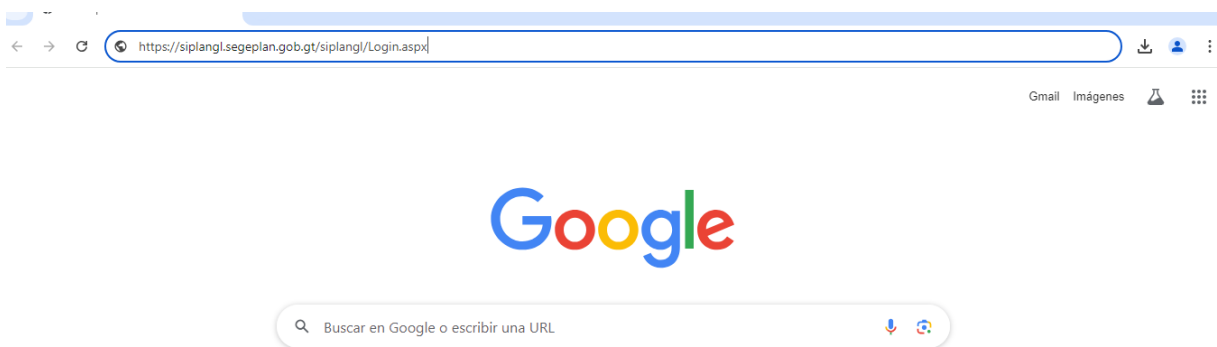 https://siplangl.segeplan.gob.gt/siplangl/Login.aspx
Gmail Imágenes
Google
Buscar en Google o escribir una URL